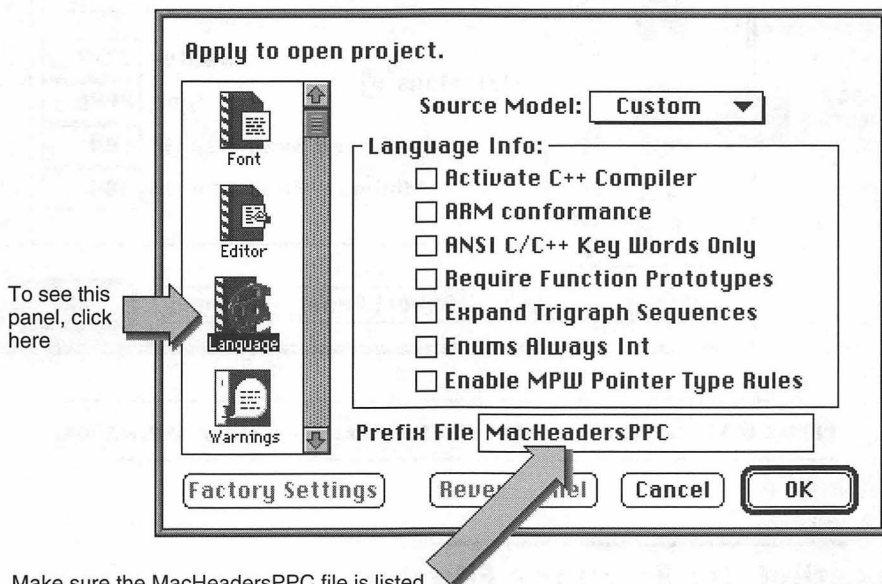 Apply to open project.
Font
Editor
Language
Warnings
To see this
panel, click
here
Source Model: Custom
Language Info:
Activate C++ Compiler
ARM conformance
ANSI C/C++ Key Words Only
Require Function Prototypes
Expand Trigraph Sequences
Enums Always Int
Enable MPW Pointer Type Rules
Prefix File MacHeadersPPC
Factory Settings
Cancel
OK
Make sure the MacHeadersPPC file is listed